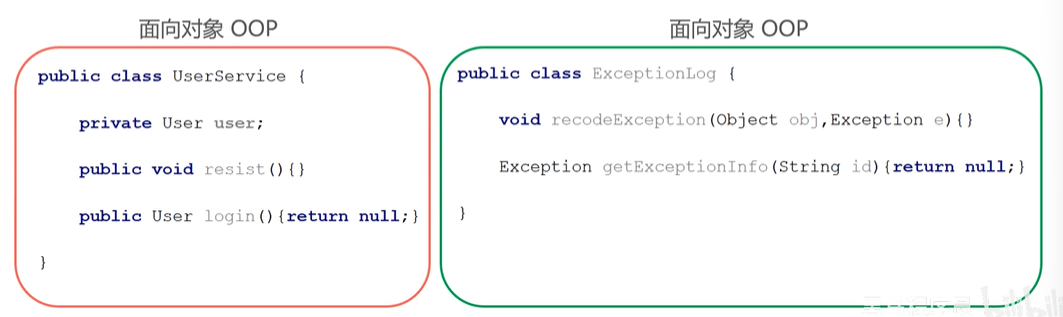 面向对象 OOP
public class UserService {
private User user;
public void resist(){}
public User login(){return null;}
}
面向对象 OOP
public class ExceptionLog {
void recodeException(Object obj,Exception e){}
Exception getExceptionInfo(String id){return null;}
}